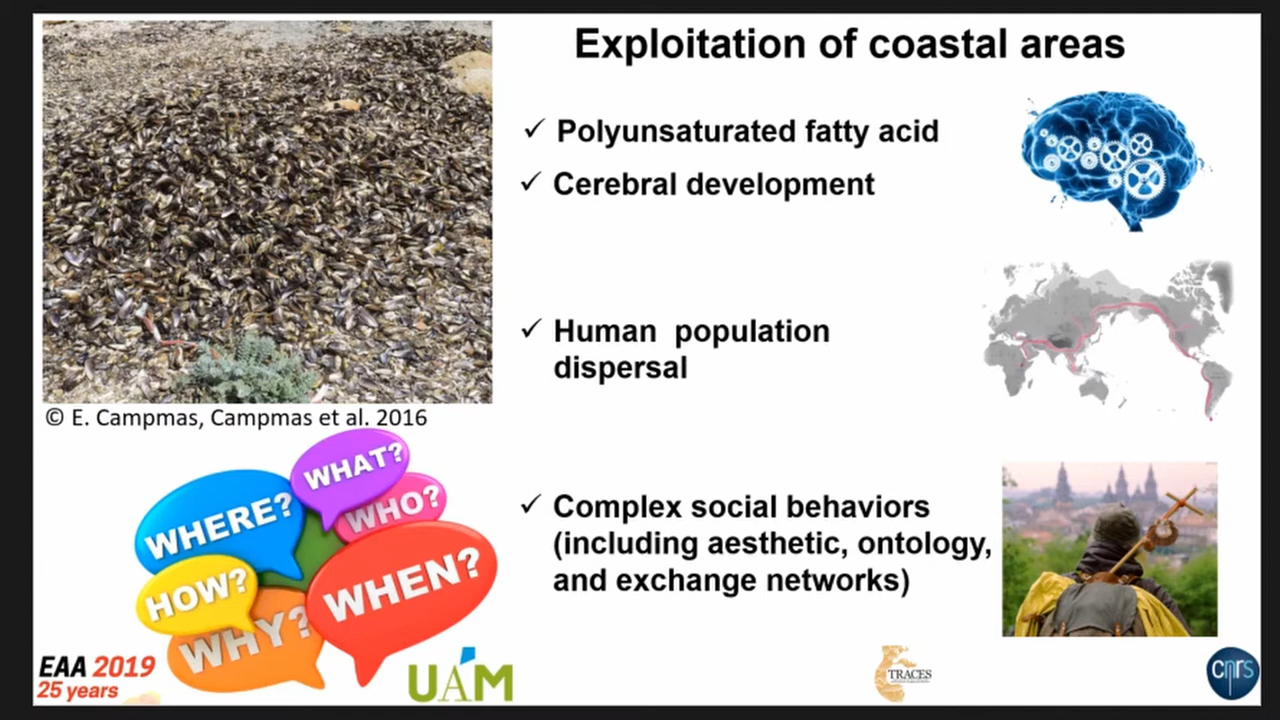 Exploitation of coastal areas
✓ Polyunsaturated fatty acid
✓ Cerebral development
✓ Human population
dispersal
© E. Campmas, Campmas et al. 2016
WHAT?
WHERE?
WHO?
WHEN?
HOW?
WHY?
✓ Complex social behaviors
(including aesthetic, ontology,
and exchange networks)
EAA 2019
25 years
UAM
TRACES
cnrs